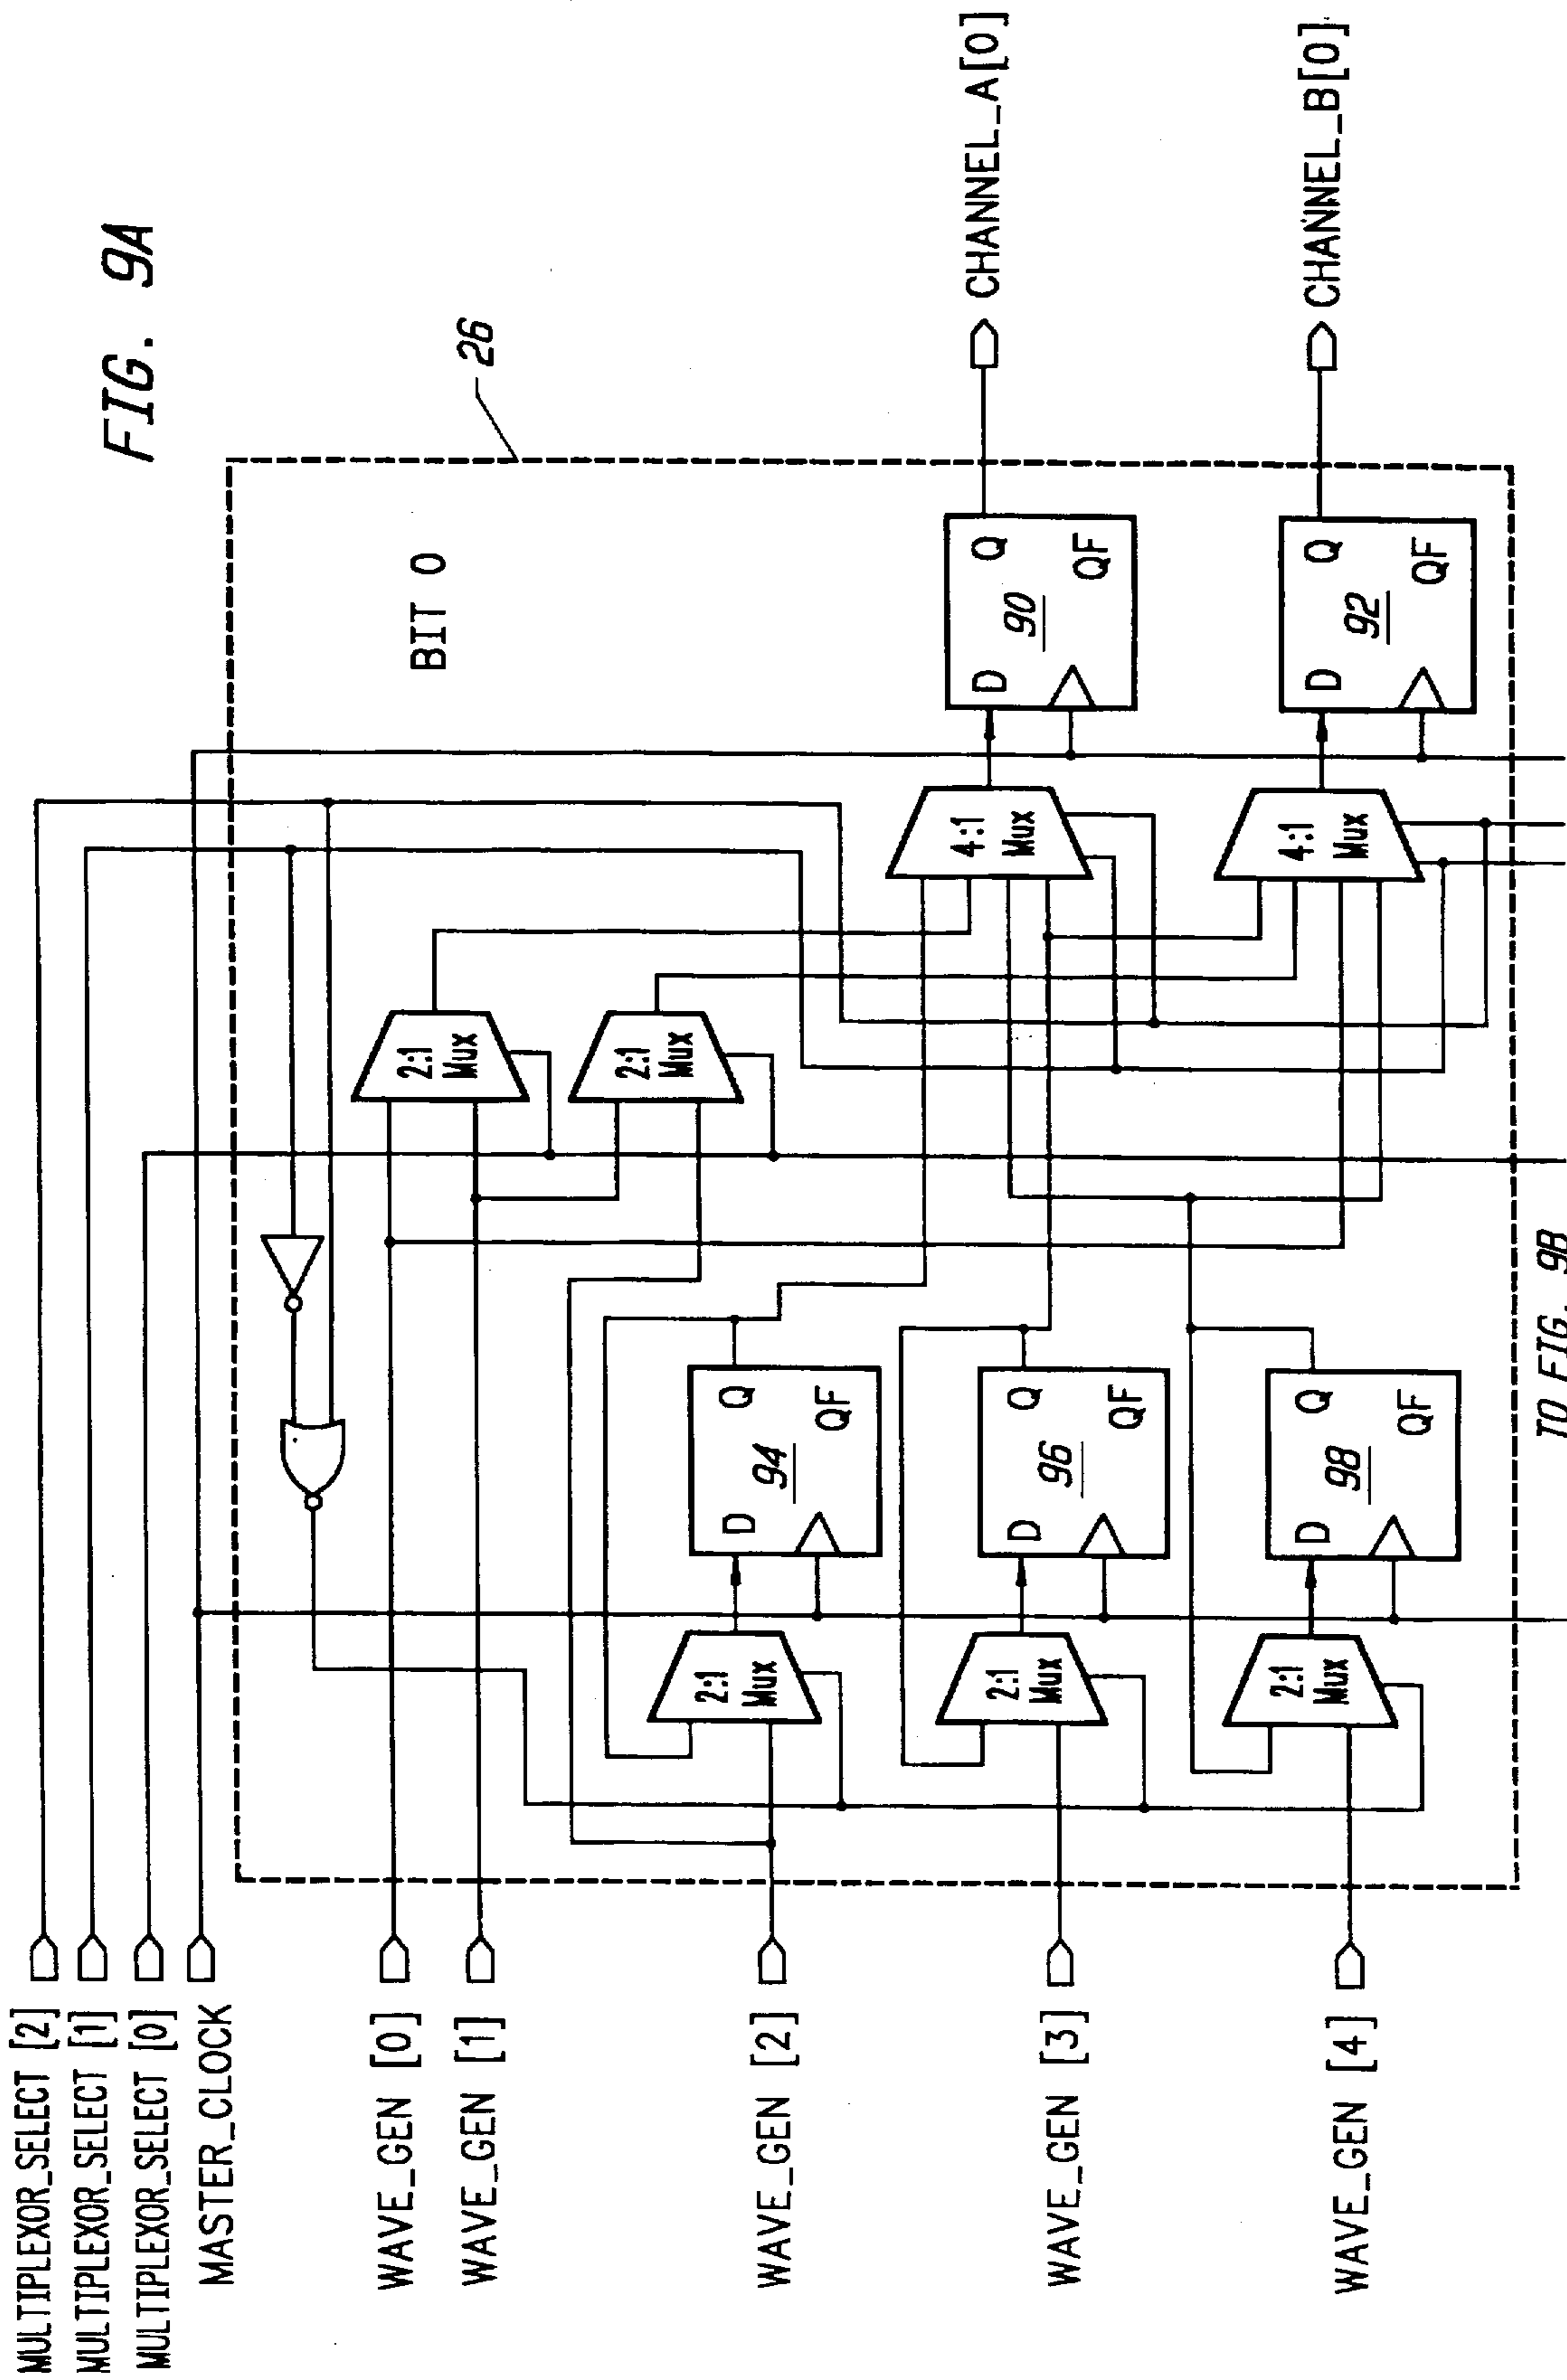 FIG. 9A
MULTIPLEXOR_SELECT [2]
MULTIPLEXOR_SELECT [1]
MULTIPLEXOR_SELECT [0]
MASTER_CLOCK
26
BIT 0
WAVE_GEN [0]
2:1
Mux
WAVE_GEN [1]
2:1
Mux
WAVE_GEN [2]
2:1
Mux
D
Q
94
QF
4:1
Mux
D
Q
90
QF
CHANNEL_A[0]
WAVE_GEN [3]
2:1
Mux
D
Q
96
QF
WAVE_GEN [4]
2:1
Mux
D
Q
98
QF
4:1
Mux
D
Q
92
QF
CHANNEL_B[0]
TO FIG. 9B